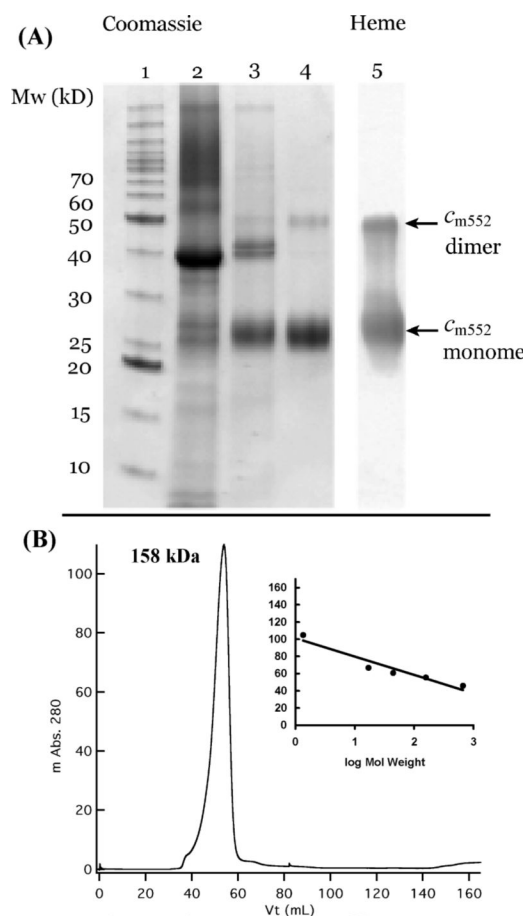 (A)
Coomassie Heme
1 2 3 4 5
Mw (kD)
70
60
50
40
30
25
20
15
10
cm552
dimer
cm552
monome
(B)
158 kDa
100
80
60
40
20
0
0 20 40 60 80 100 120 140 160
m Abs. 280
Vt (mL)
160
140
120
100
80
60
40
20
0
0 1 2 3
log Mol Weight